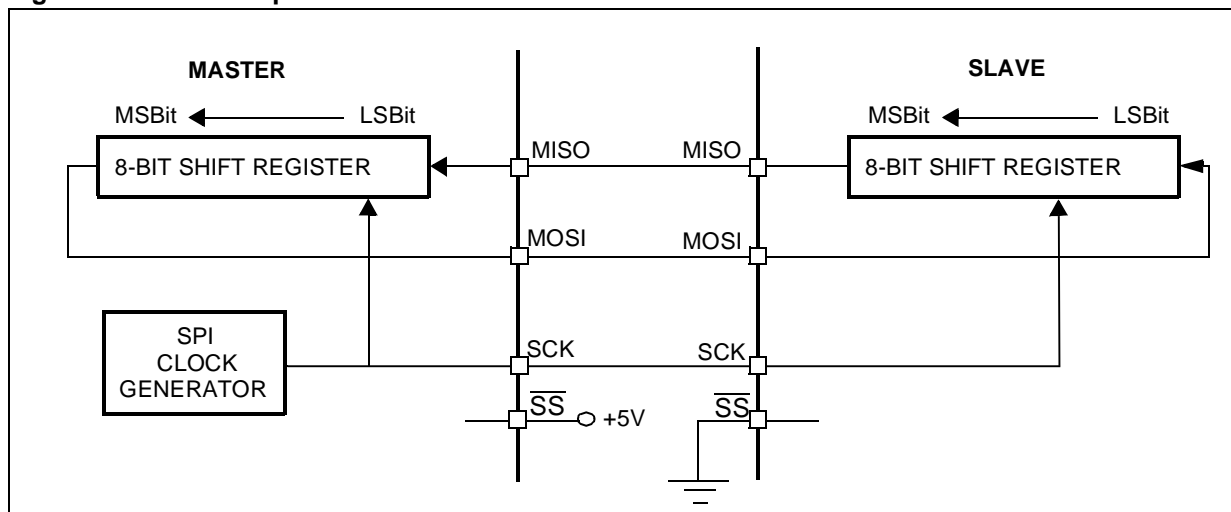 MASTER
SLAVE
MSBit
LSBit
MSBit
LSBit
8-BIT SHIFT REGISTER
MISO
MISO
8-BIT SHIFT REGISTER
MOSI
MOSI
SPI
CLOCK
GENERATOR
SCK
SCK
SS
+5V
SS